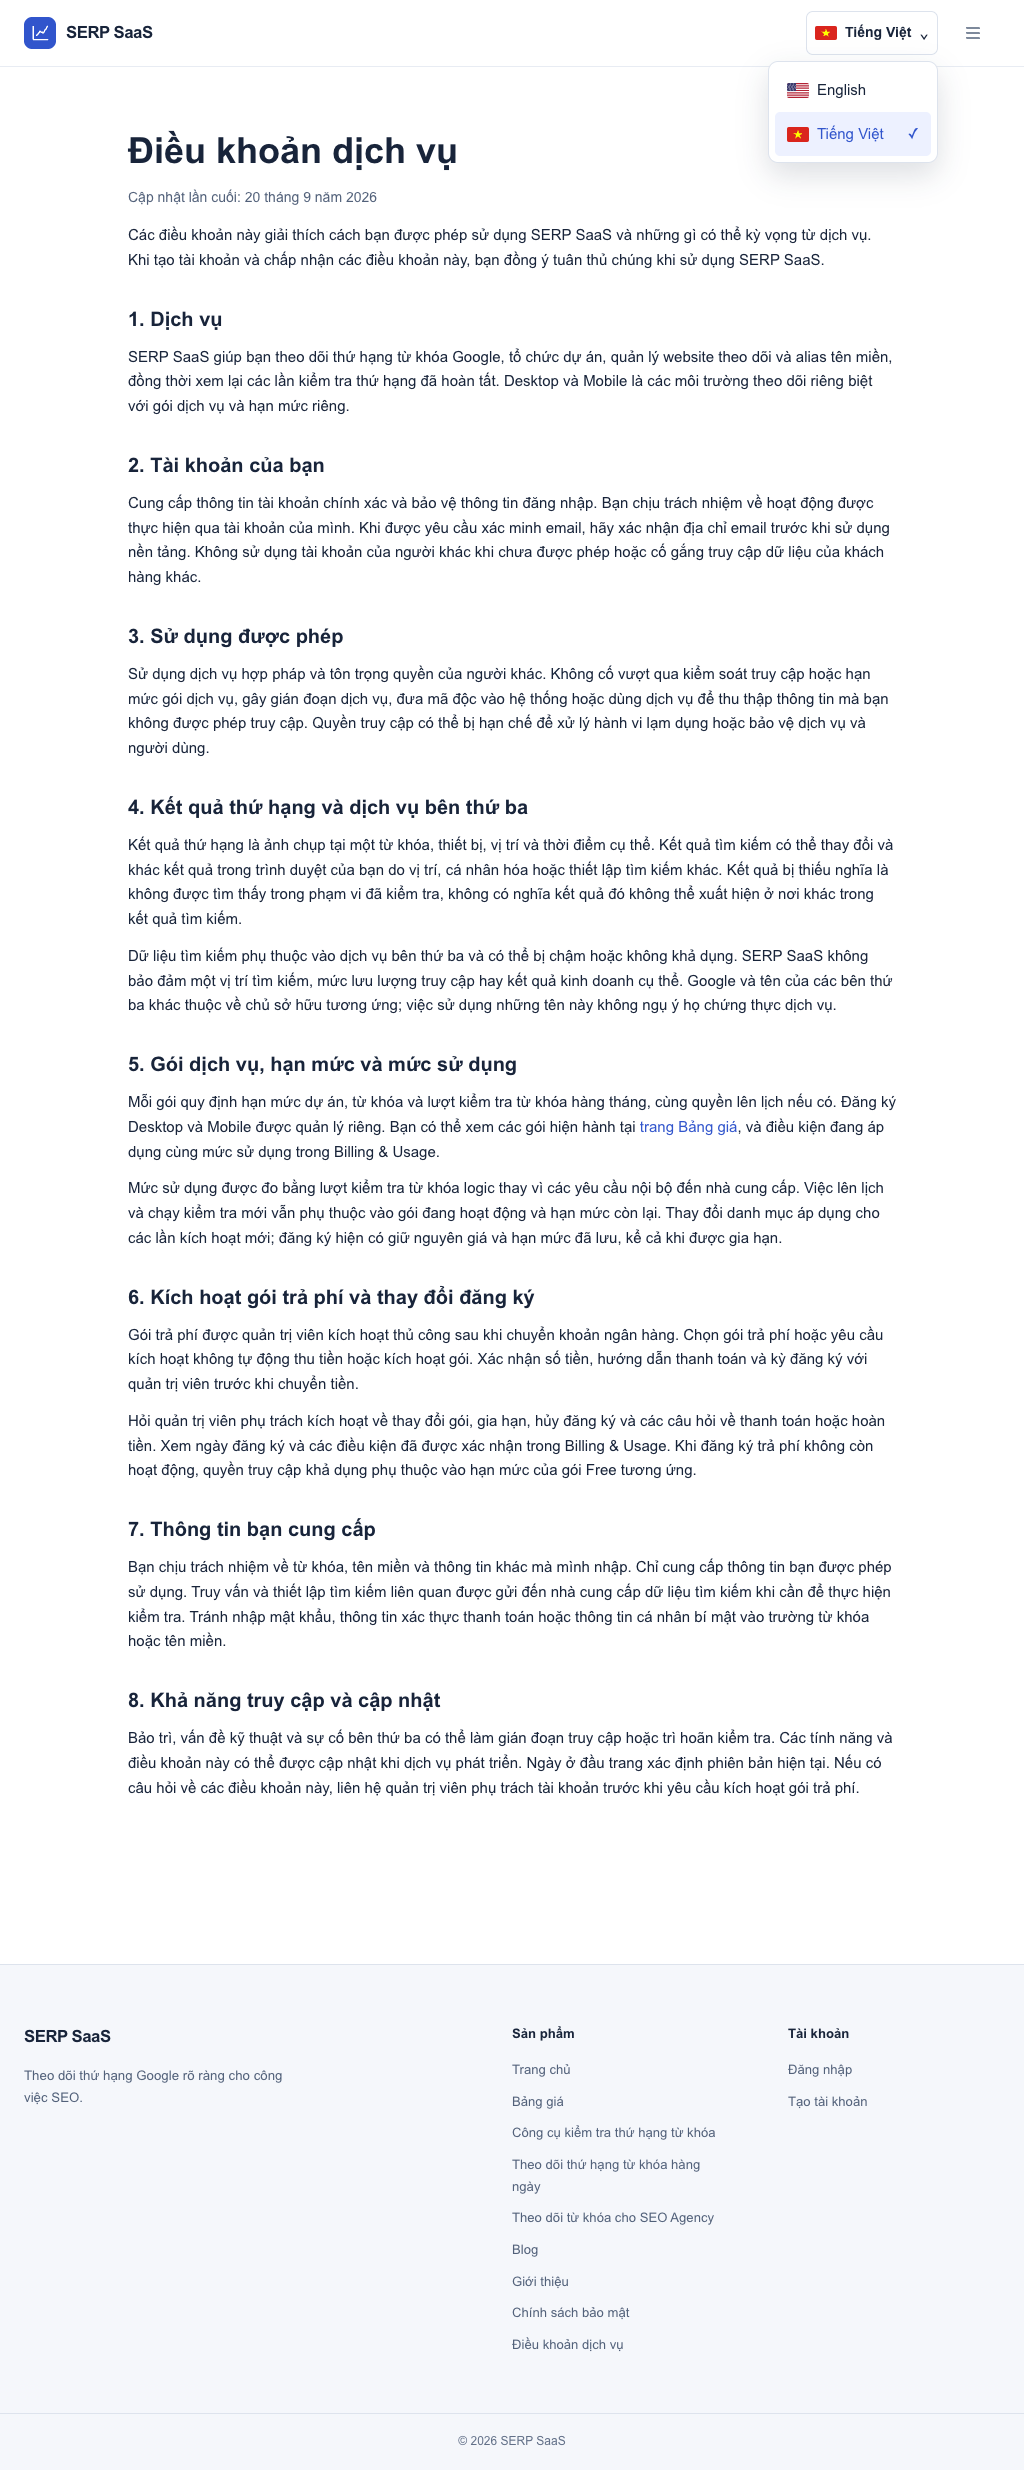 SERP SaaS
Tiếng Việt
English
Tiếng Việt
Điều khoản dịch vụ
Cập nhật lần cuối: 20 tháng 9 năm 2026
Các điều khoản này giải thích cách bạn được phép sử dụng SERP SaaS và những gì có thể kỳ vọng từ dịch vụ.
Khi tạo tài khoản và chấp nhận các điều khoản này, bạn đồng ý tuân thủ chúng khi sử dụng SERP SaaS.
1. Dịch vụ
SERP SaaS giúp bạn theo dõi thứ hạng từ khóa Google, tổ chức dự án, quản lý website theo dõi và alias tên miền,
đồng thời xem lại các lần kiểm tra thứ hạng đã hoàn tất. Desktop và Mobile là các môi trường theo dõi riêng biệt
với gói dịch vụ và hạn mức riêng.
2. Tài khoản của bạn
Cung cấp thông tin tài khoản chính xác và bảo vệ thông tin đăng nhập. Bạn chịu trách nhiệm về hoạt động được
thực hiện qua tài khoản của mình. Khi được yêu cầu xác minh email, hãy xác nhận địa chỉ email trước khi sử dụng
nền tảng. Không sử dụng tài khoản của người khác khi chưa được phép hoặc cố gắng truy cập dữ liệu của khách
hàng khác.
3. Sử dụng được phép
Sử dụng dịch vụ hợp pháp và tôn trọng quyền của người khác. Không cố vượt qua kiểm soát truy cập hoặc hạn
mức gói dịch vụ, gây gián đoạn dịch vụ, đưa mã độc vào hệ thống hoặc dùng dịch vụ để thu thập thông tin mà bạn
không được phép truy cập. Quyền truy cập có thể bị hạn chế để xử lý hành vi lạm dụng hoặc bảo vệ dịch vụ và
người dùng.
4. Kết quả thứ hạng và dịch vụ bên thứ ba
Kết quả thứ hạng là ảnh chụp tại một từ khóa, thiết bị, vị trí và thời điểm cụ thể. Kết quả tìm kiếm có thể thay đổi và
khác kết quả trong trình duyệt của bạn do vị trí, cá nhân hóa hoặc thiết lập tìm kiếm khác. Kết quả bị thiếu nghĩa là
không được tìm thấy trong phạm vi đã kiểm tra, không có nghĩa kết quả đó không thể xuất hiện ở nơi khác trong
kết quả tìm kiếm.
Dữ liệu tìm kiếm phụ thuộc vào dịch vụ bên thứ ba và có thể bị chậm hoặc không khả dụng. SERP SaaS không
bảo đảm một vị trí tìm kiếm, mức lưu lượng truy cập hay kết quả kinh doanh cụ thể. Google và tên của các bên thứ
ba khác thuộc về chủ sở hữu tương ứng; việc sử dụng những tên này không ngụ ý họ chứng thực dịch vụ.
5. Gói dịch vụ, hạn mức và mức sử dụng
Mỗi gói quy định hạn mức dự án, từ khóa và lượt kiểm tra từ khóa hàng tháng, cùng quyền lên lịch nếu có. Đăng ký
Desktop và Mobile được quản lý riêng. Bạn có thể xem các gói hiện hành tại trang Bảng giá, và điều kiện đang áp
dụng cùng mức sử dụng trong Billing & Usage.
Mức sử dụng được đo bằng lượt kiểm tra từ khóa logic thay vì các yêu cầu nội bộ đến nhà cung cấp. Việc lên lịch
và chạy kiểm tra mới vẫn phụ thuộc vào gói đang hoạt động và hạn mức còn lại. Thay đổi danh mục áp dụng cho
các lần kích hoạt mới; đăng ký hiện có giữ nguyên giá và hạn mức đã lưu, kể cả khi được gia hạn.
6. Kích hoạt gói trả phí và thay đổi đăng ký
Gói trả phí được quản trị viên kích hoạt thủ công sau khi chuyển khoản ngân hàng. Chọn gói trả phí hoặc yêu cầu
kích hoạt không tự động thu tiền hoặc kích hoạt gói. Xác nhận số tiền, hướng dẫn thanh toán và kỳ đăng ký với
quản trị viên trước khi chuyển tiền.
Hỏi quản trị viên phụ trách kích hoạt về thay đổi gói, gia hạn, hủy đăng ký và các câu hỏi về thanh toán hoặc hoàn
tiền. Xem ngày đăng ký và các điều kiện đã được xác nhận trong Billing & Usage. Khi đăng ký trả phí không còn
hoạt động, quyền truy cập khả dụng phụ thuộc vào hạn mức của gói Free tương ứng.
7. Thông tin bạn cung cấp
Bạn chịu trách nhiệm về từ khóa, tên miền và thông tin khác mà mình nhập. Chỉ cung cấp thông tin bạn được phép
sử dụng. Truy vấn và thiết lập tìm kiếm liên quan được gửi đến nhà cung cấp dữ liệu tìm kiếm khi cần để thực hiện
kiểm tra. Tránh nhập mật khẩu, thông tin xác thực thanh toán hoặc thông tin cá nhân bí mật vào trường từ khóa
hoặc tên miền.
8. Khả năng truy cập và cập nhật
Bảo trì, vấn đề kỹ thuật và sự cố bên thứ ba có thể làm gián đoạn truy cập hoặc trì hoãn kiểm tra. Các tính năng và
điều khoản này có thể được cập nhật khi dịch vụ phát triển. Ngày ở đầu trang xác định phiên bản hiện tại. Nếu có
câu hỏi về các điều khoản này, liên hệ quản trị viên phụ trách tài khoản trước khi yêu cầu kích hoạt gói trả phí.
SERP SaaS
Theo dõi thứ hạng Google rõ ràng cho công
việc SEO.
Sản phẩm
Trang chủ
Bảng giá
Công cụ kiểm tra thứ hạng từ khóa
Theo dõi thứ hạng từ khóa hàng
ngày
Theo dõi từ khóa cho SEO Agency
Blog
Giới thiệu
Chính sách bảo mật
Điều khoản dịch vụ
Tài khoản
Đăng nhập
Tạo tài khoản
© 2026 SERP SaaS